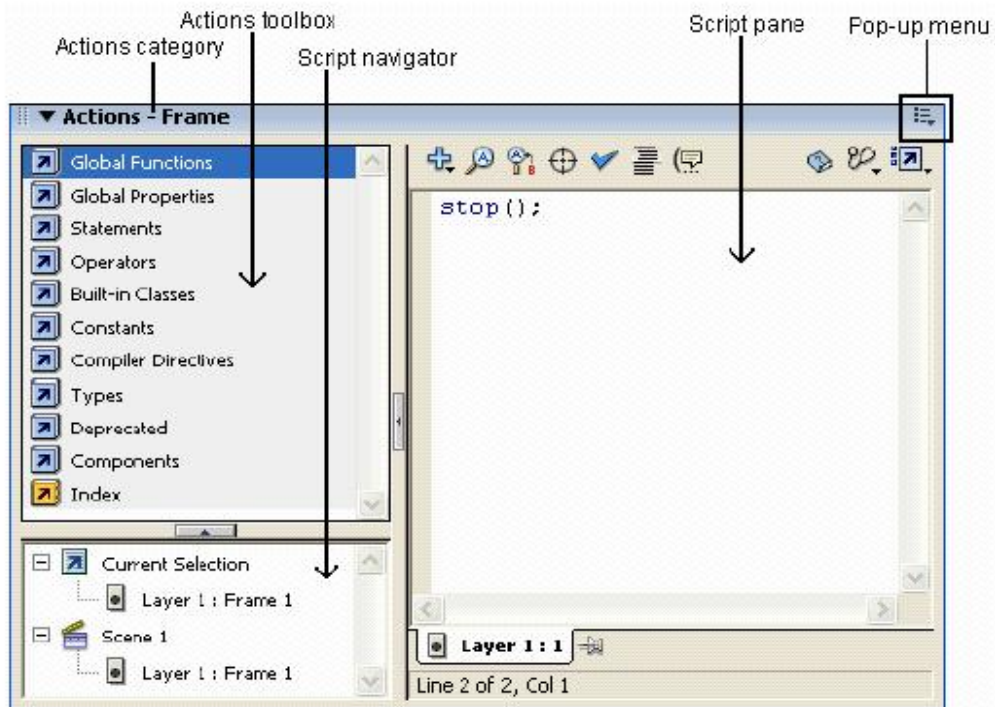 Actions toolbox
Script pane
Pop-up menu
Actions category
Script navigator
Actions - Frame
Global Functions
Global Properties
Statements
Operators
Built-in Classes
Constants
Compiler Directives
Types
Deprecated
Components
Index
stop();
Current Selection
Layer 1 : Frame 1
Scene 1
Layer 1 : Frame 1
Layer 1 : 1
Line 2 of 2, Col 1